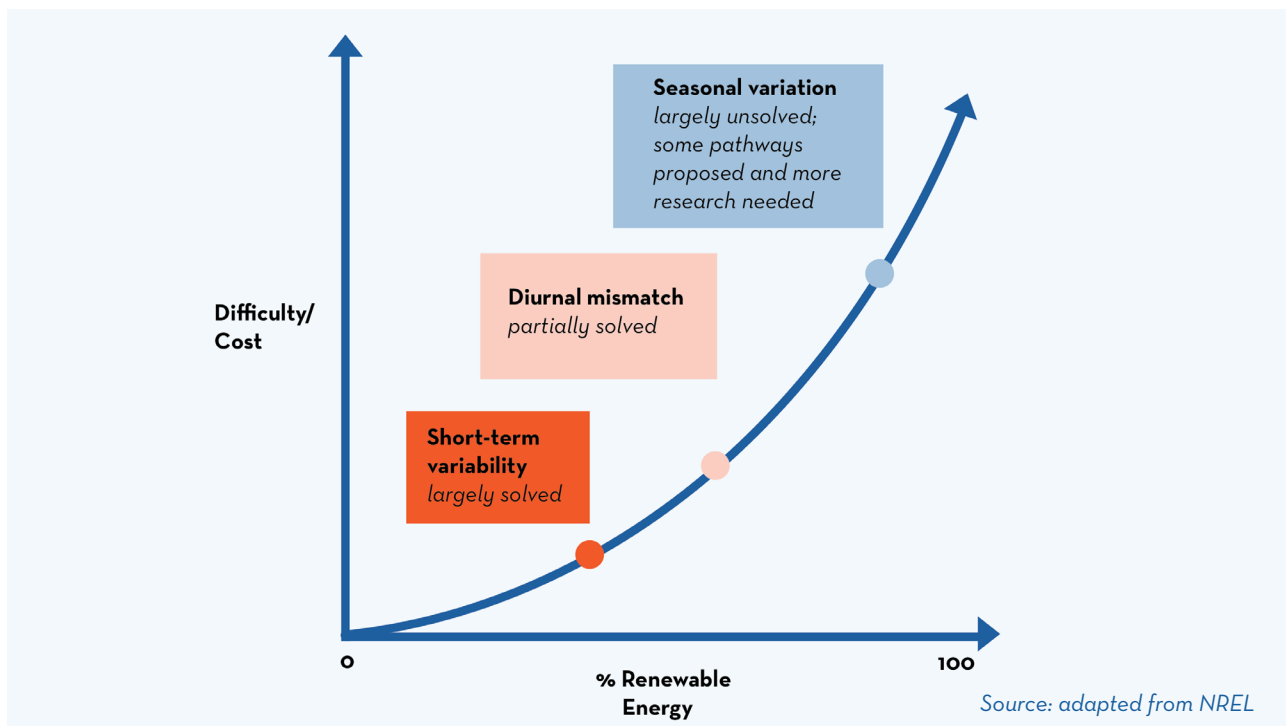 Seasonal variation
largely unsolved;
some pathways
proposed and more
research needed
Diurnal mismatch
partially solved
Difficulty/
Cost
Short-term
variability
largely solved
0
100
% Renewable
Energy
Source: adapted from NREL